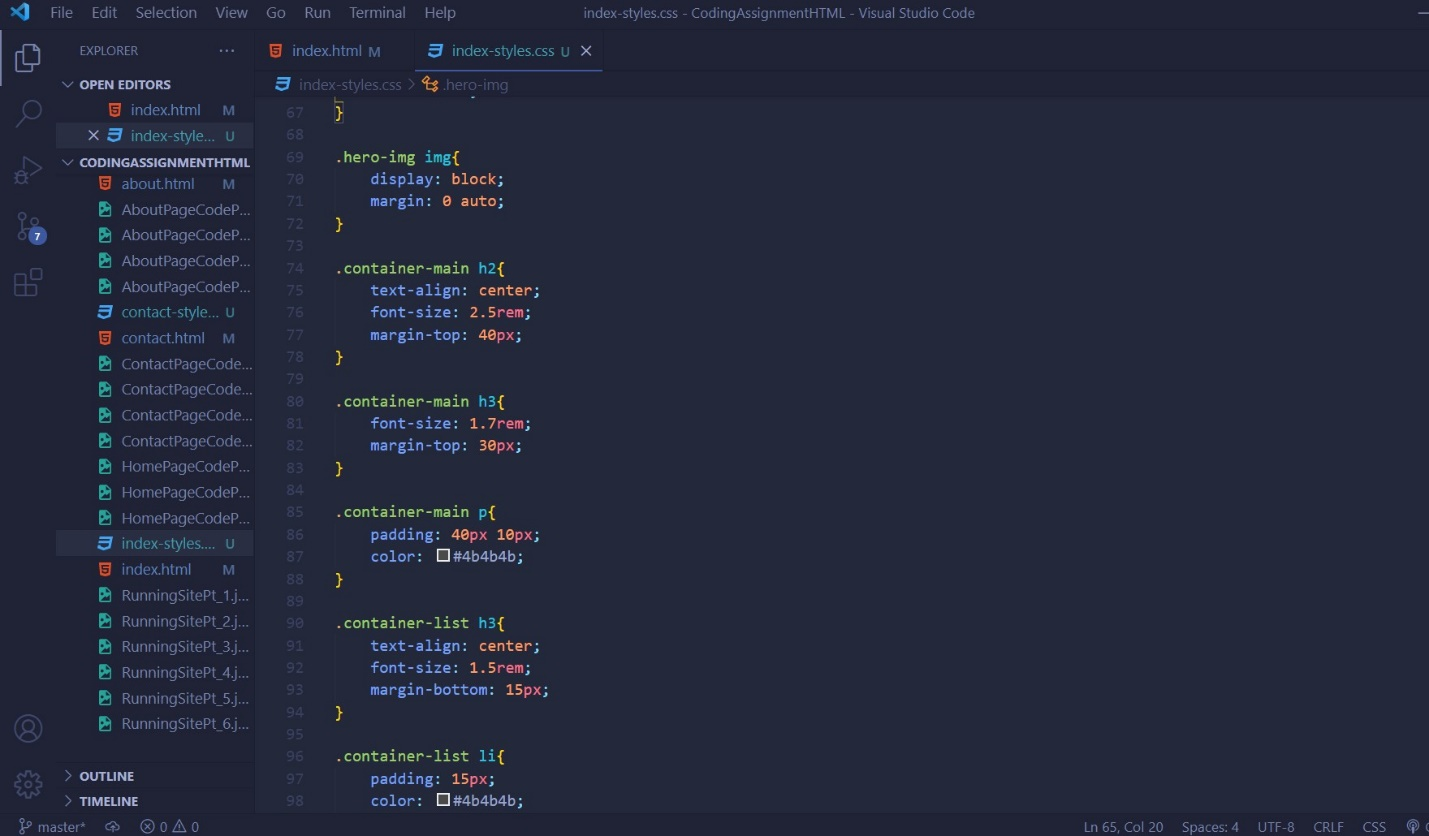 File Edit Selection View Go Run Terminal Help index-styles.css - CodingAssignmentHTML - Visual Studio Code
EXPLORER ···
OPEN EDITORS
index.html M
index-style... U
CODINGASSIGNMENTHTML
about.html M
AboutPageCodeP...
AboutPageCodeP...
AboutPageCodeP...
AboutPageCodeP...
contact-style... U
contact.html M
ContactPageCode...
ContactPageCode...
ContactPageCode...
ContactPageCode...
HomePageCodeP...
HomePageCodeP...
HomePageCodeP...
index-styles.... U
index.html M
RunningSitePt_1.j...
RunningSitePt_2.j...
RunningSitePt_3.j...
RunningSitePt_4.j...
RunningSitePt_5.j...
RunningSitePt_6.j...
OUTLINE
TIMELINE
7
index.html M index-styles.css U
index-styles.css > .hero-img
67 }
68
69 .hero-img img{
70 display: block;
71 margin: 0 auto;
72 }
73
74 .container-main h2{
75 text-align: center;
76 font-size: 2.5rem;
77 margin-top: 40px;
78 }
79
80 .container-main h3{
81 font-size: 1.7rem;
82 margin-top: 30px;
83 }
84
85 .container-main p{
86 padding: 40px 10px;
87 color: #4b4b4b;
88 }
89
90 .container-list h3{
91 text-align: center;
92 font-size: 1.5rem;
93 margin-bottom: 15px;
94 }
95
96 .container-list li{
97 padding: 15px;
98 color: #4b4b4b;
master* 0 0 Ln 65, Col 20 Spaces: 4 UTF-8 CRLF CSS